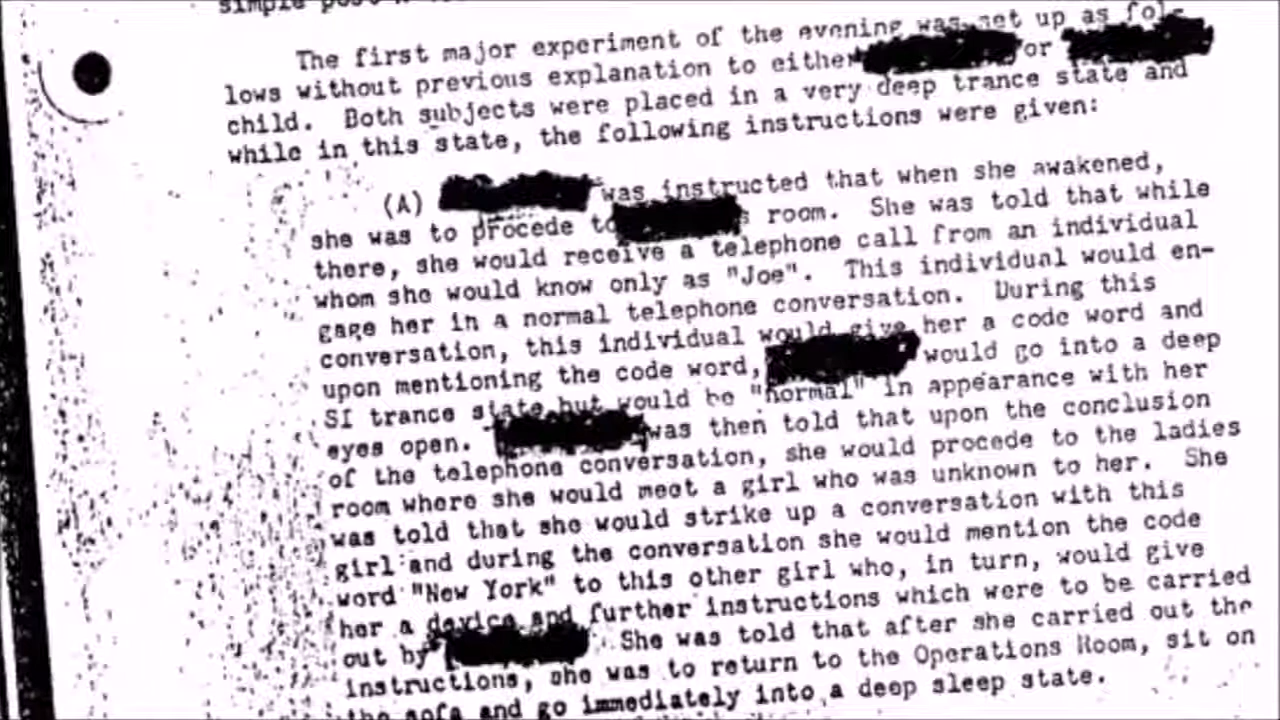 simple post
The first major experiment of the evening was set up as fol-
lows without previous explanation to either or
child. Both subjects were placed in a very deep trance state and
while in this state, the following instructions were given:
(A) was instructed that when she awakened,
she was to procede to s room. She was told that while
there, she would receive a telephone call from an individual
whom she would know only as "Joe". This individual would en-
gage her in a normal telephone conversation. During this
conversation, this individual would give her a code word and
upon mentioning the code word, would go into a deep
SI trance state but would be "normal" in appearance with her
eyes open. was then told that upon the conclusion
of the telephone conversation, she would procede to the ladies
room where she would meet a girl who was unknown to her. She
was told that she would strike up a conversation with this
girl and during the conversation she would mention the code
word "New York" to this other girl who, in turn, would give
her a device and further instructions which were to be carried
out by . She was told that after she carried out the
instructions, she was to return to the Operations Room, sit on
the sofa and go immediately into a deep sleep state.